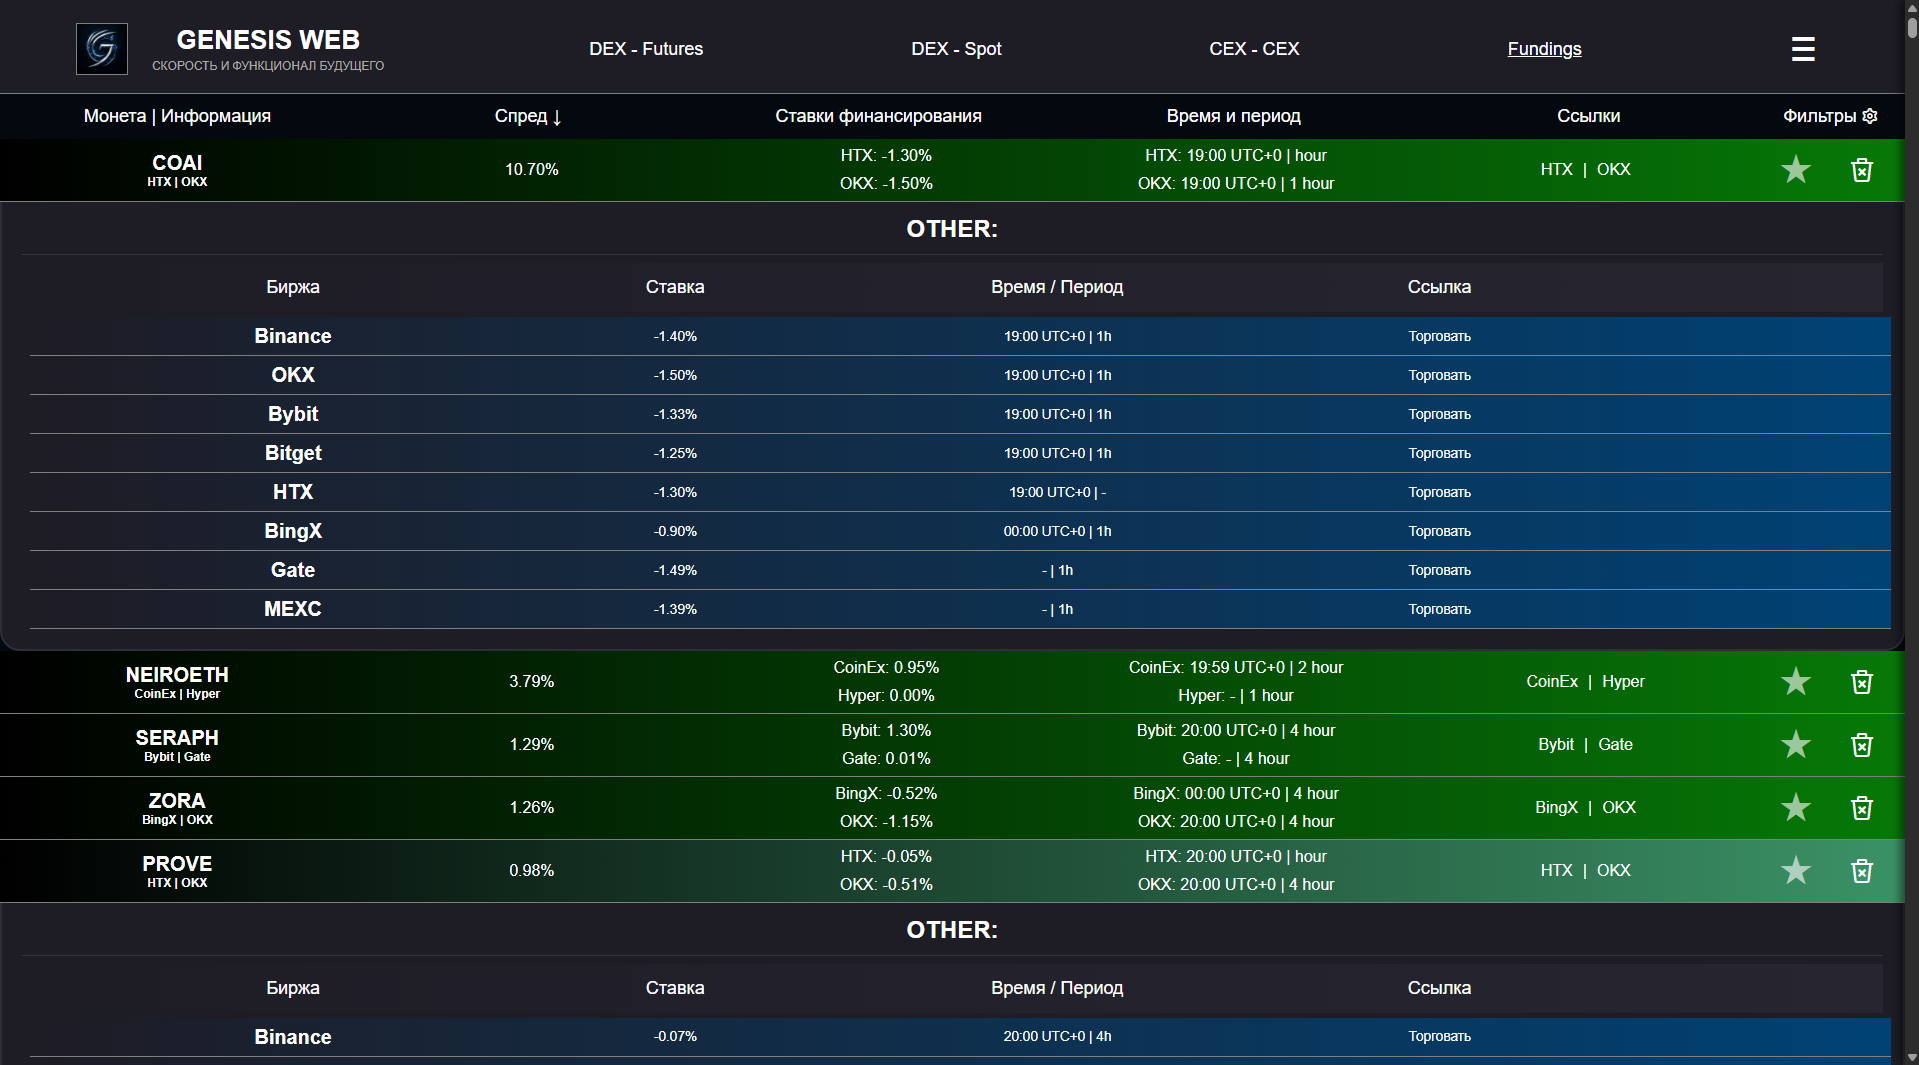 GENESIS WEB
СКОРОСТЬ И ФУНКЦИОНАЛ БУДУЩЕГО
DEX - Futures
DEX - Spot
CEX - CEX
Fundings
Монета | Информация
Спред ↓
Ставки финансирования
Время и период
Ссылки
Фильтры
COAI
HTX | OKX
10.70%
HTX: -1.30%
OKX: -1.50%
HTX: 19:00 UTC+0 | hour
OKX: 19:00 UTC+0 | 1 hour
HTX | OKX
OTHER:
Биржа Ставка Время / Период Ссылка
Binance -1.40% 19:00 UTC+0 | 1h Торговать
OKX -1.50% 19:00 UTC+0 | 1h Торговать
Bybit -1.33% 19:00 UTC+0 | 1h Торговать
Bitget -1.25% 19:00 UTC+0 | 1h Торговать
HTX -1.30% 19:00 UTC+0 | - Торговать
BingX -0.90% 00:00 UTC+0 | 1h Торговать
Gate -1.49% - | 1h Торговать
MEXC -1.39% - | 1h Торговать
NEIROETH
CoinEx | Hyper
3.79%
CoinEx: 0.95%
Hyper: 0.00%
CoinEx: 19:59 UTC+0 | 2 hour
Hyper: - | 1 hour
CoinEx | Hyper
SERAPH
Bybit | Gate
1.29%
Bybit: 1.30%
Gate: 0.01%
Bybit: 20:00 UTC+0 | 4 hour
Gate: - | 4 hour
Bybit | Gate
ZORA
BingX | OKX
1.26%
BingX: -0.52%
OKX: -1.15%
BingX: 00:00 UTC+0 | 4 hour
OKX: 20:00 UTC+0 | 4 hour
BingX | OKX
PROVE
HTX | OKX
0.98%
HTX: -0.05%
OKX: -0.51%
HTX: 20:00 UTC+0 | hour
OKX: 20:00 UTC+0 | 4 hour
HTX | OKX
OTHER:
Биржа Ставка Время / Период Ссылка
Binance -0.07% 20:00 UTC+0 | 4h Торговать